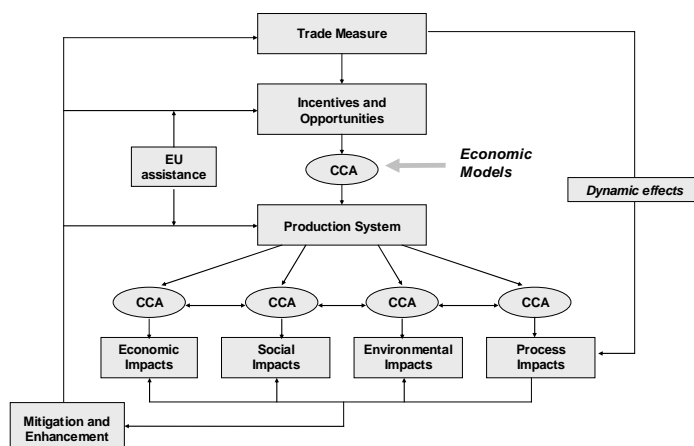 Trade Measure
Incentives and
Opportunities
EU
assistance
CCA
Economic
Models
Dynamic effects
Production System
CCA
CCA
CCA
CCA
Economic
Impacts
Social
Impacts
Environmental
Impacts
Process
Impacts
Mitigation and
Enhancement